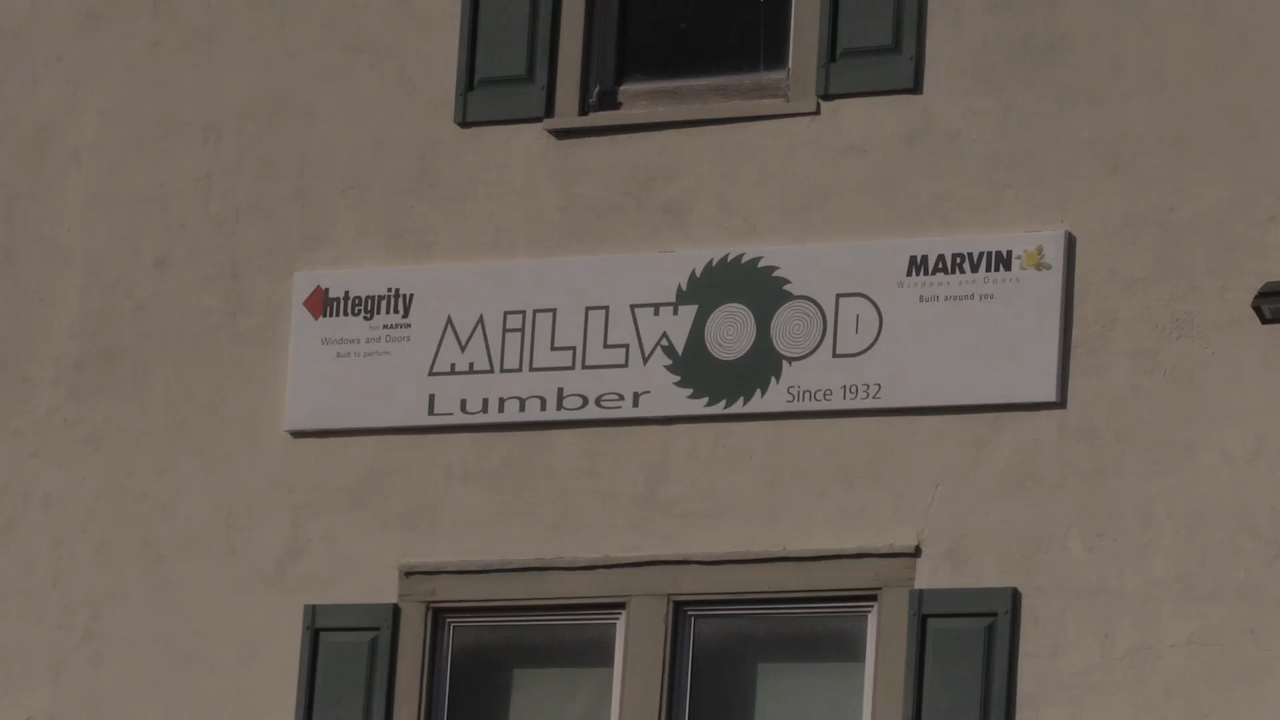 Integrity
from MARVIN
Windows and Doors
Built to perform.
MiLLWOOD
Lumber
Since 1932
MARVIN
Windows and Doors
Built around you.